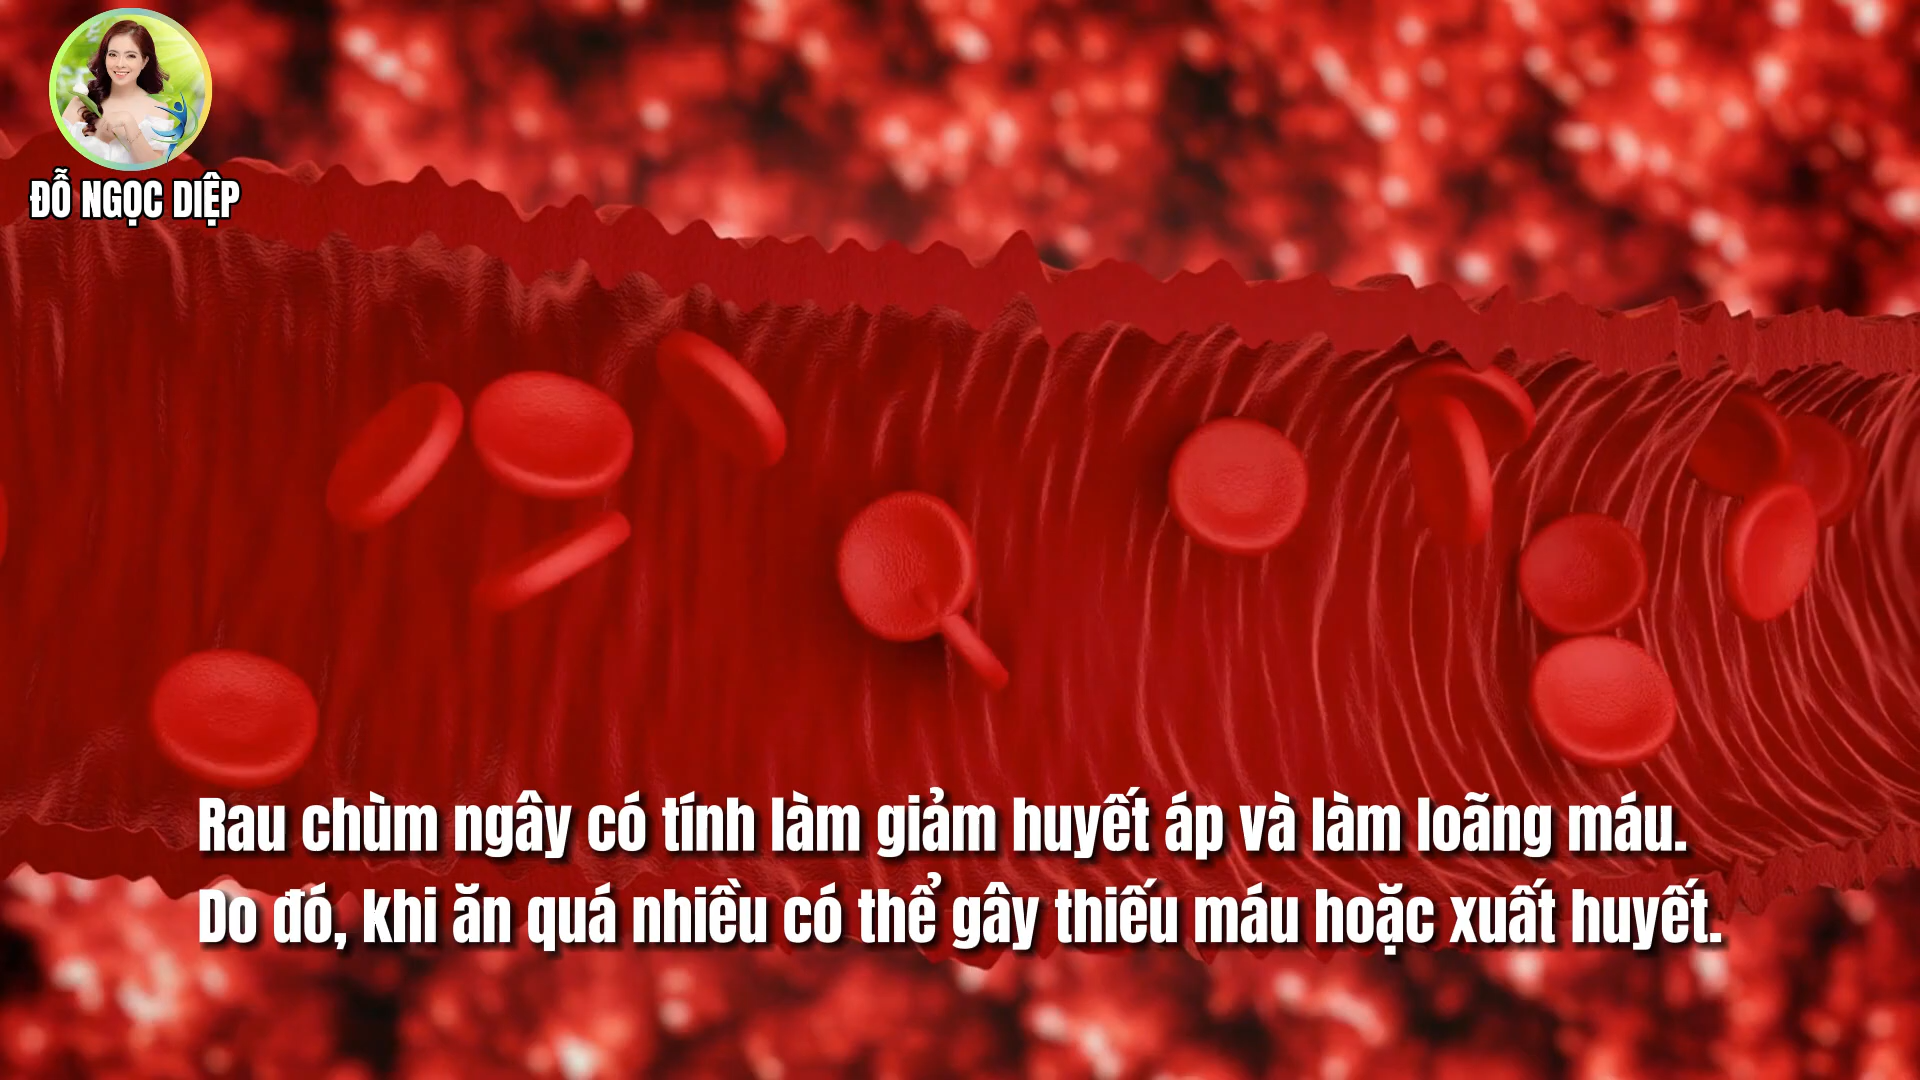 ĐỖ NGỌC DIỆP
Rau chùm ngây có tính làm giảm huyết áp và làm loãng máu.
Do đó, khi ăn quá nhiều có thể gây thiếu máu hoặc xuất huyết.